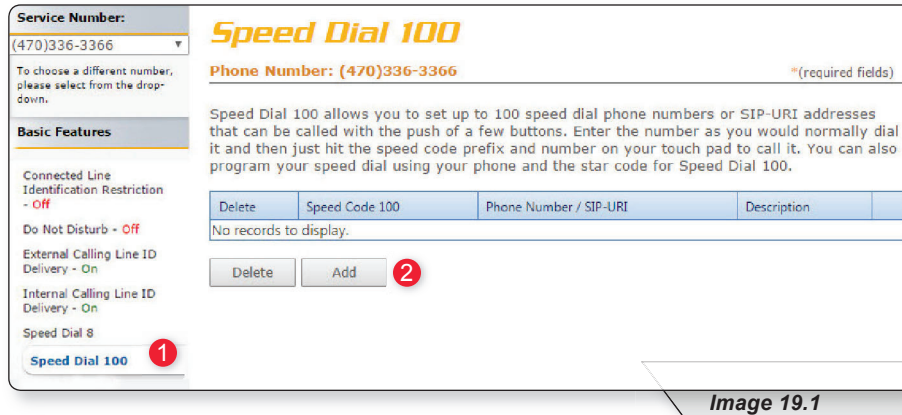 Service Number:
(470)336-3366
To choose a different number,
please select from the drop-
down.
Basic Features
Connected Line
Identification Restriction
- Off
Do Not Disturb - Off
External Calling Line ID
Delivery - On
Internal Calling Line ID
Delivery - On
Speed Dial 8
Speed Dial 100
1
Speed Dial 100
Phone Number: (470)336-3366
*(required fields)
Speed Dial 100 allows you to set up to 100 speed dial phone numbers or SIP-URI addresses
that can be called with the push of a few buttons. Enter the number as you would normally dial
it and then just hit the speed code prefix and number on your touch pad to call it. You can also
program your speed dial using your phone and the star code for Speed Dial 100.
Delete Speed Code 100 Phone Number / SIP-URI Description
No records to display.
Delete Add 2
Image 19.1